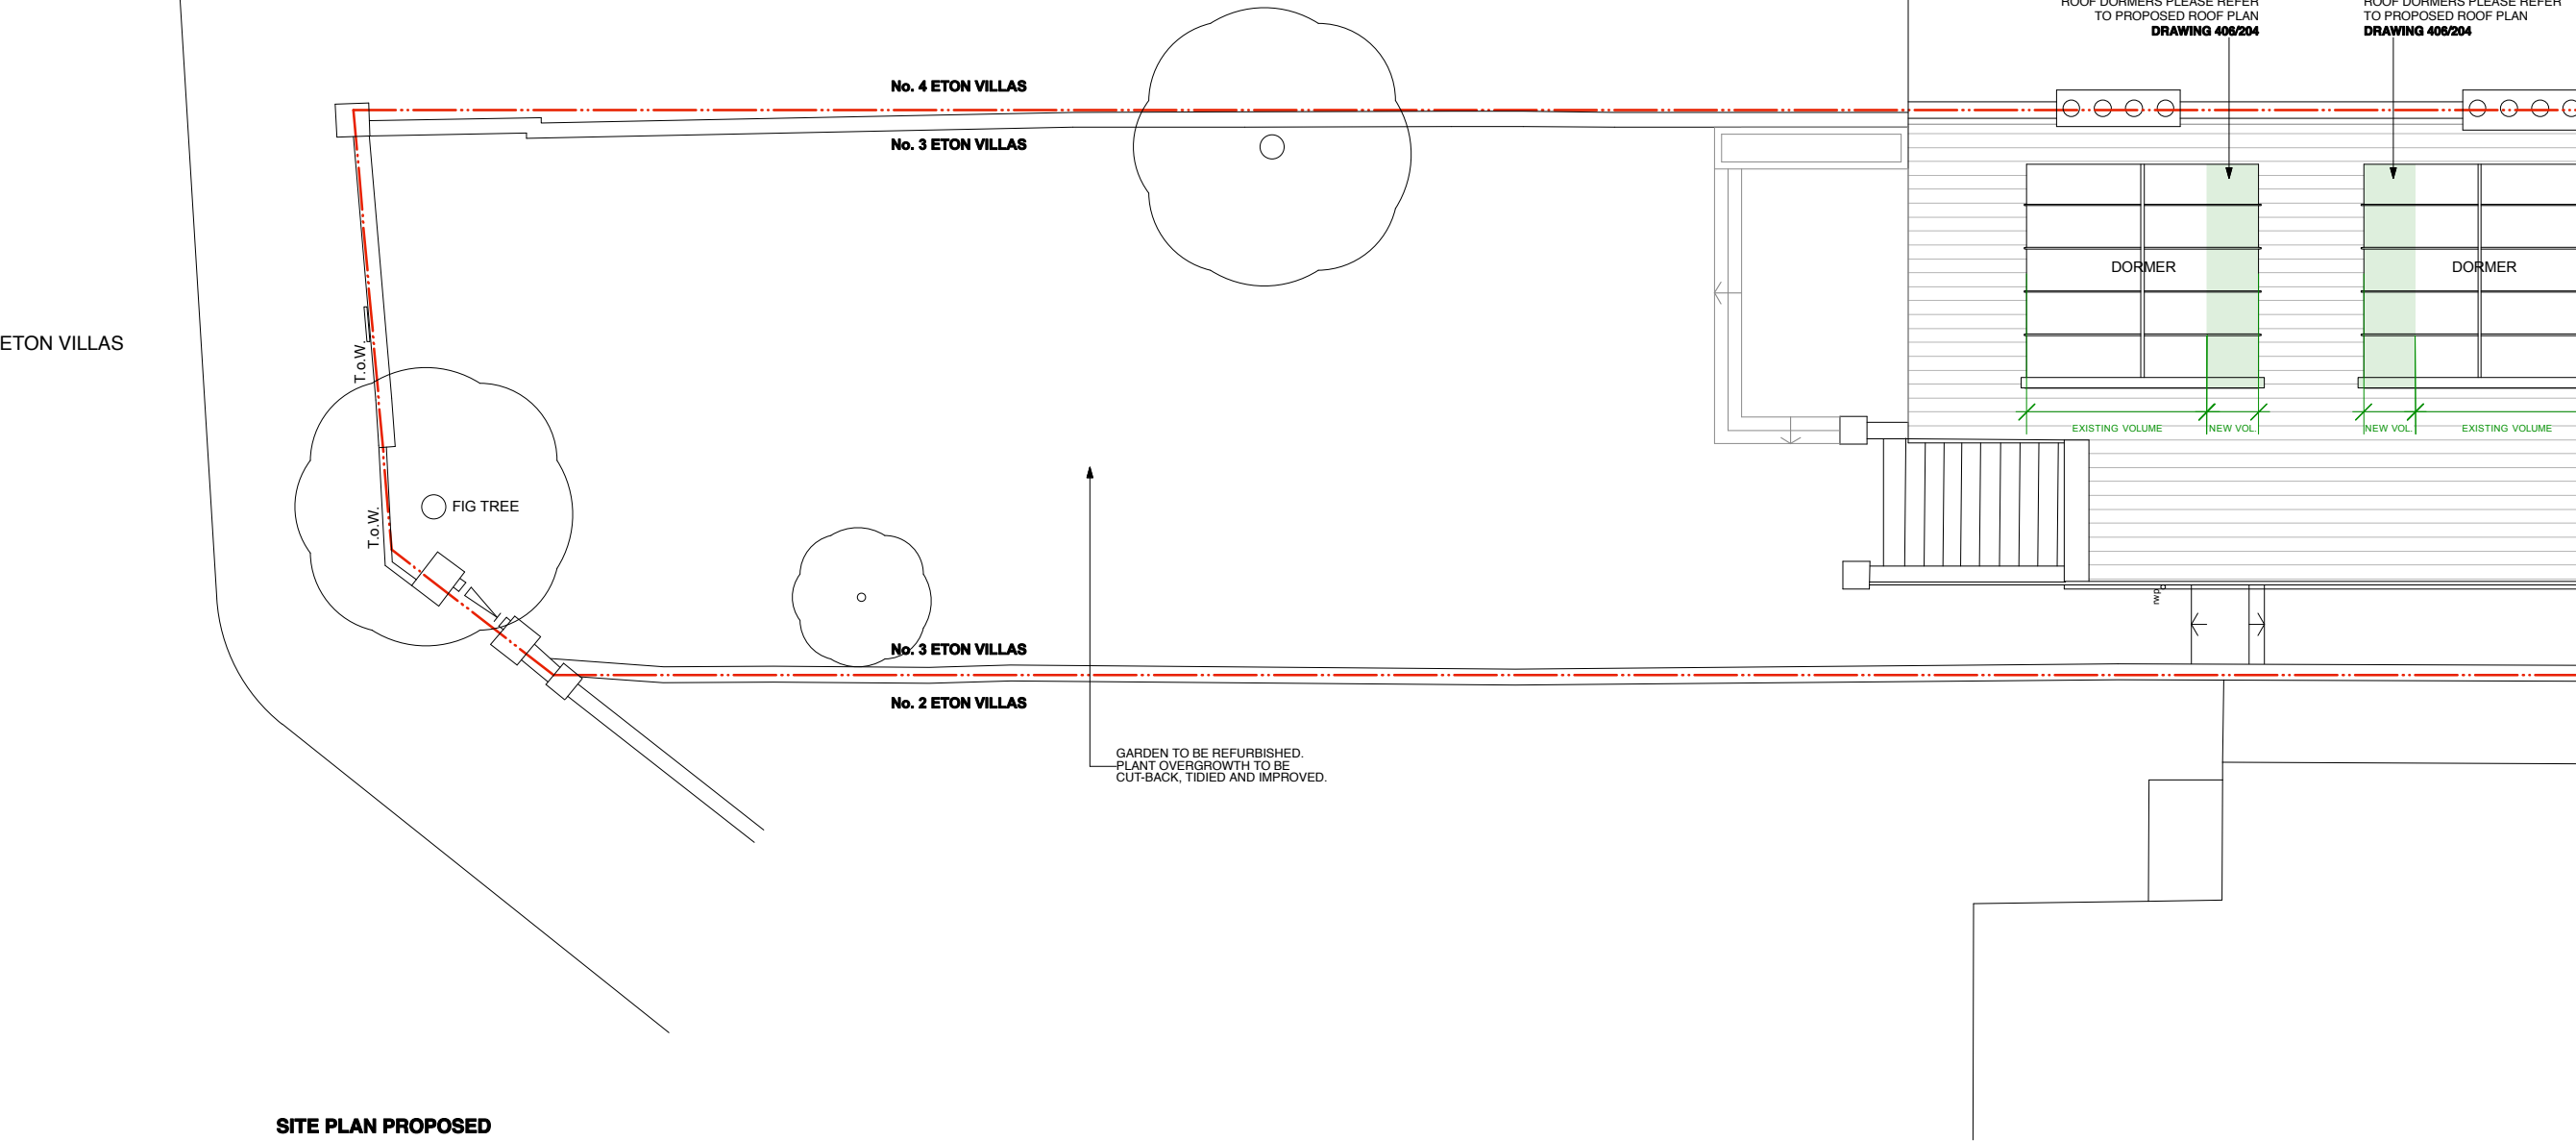 ROOF DORMERS PLEASE REFER
TO PROPOSED ROOF PLAN
DRAWING 406/204
ROOF DORMERS PLEASE REFER
TO PROPOSED ROOF PLAN
DRAWING 406/204
No. 4 ETON VILLAS
No. 3 ETON VILLAS
DORMER
DORMER
ETON VILLAS
T.o.W.
EXISTING VOLUME
NEW VOL.
NEW VOL.
EXISTING VOLUME
FIG TREE
T.o.W.
rwp
No. 3 ETON VILLAS
No. 2 ETON VILLAS
GARDEN TO BE REFURBISHED.
PLANT OVERGROWTH TO BE
CUT-BACK, TIDIED AND IMPROVED.
SITE PLAN PROPOSED